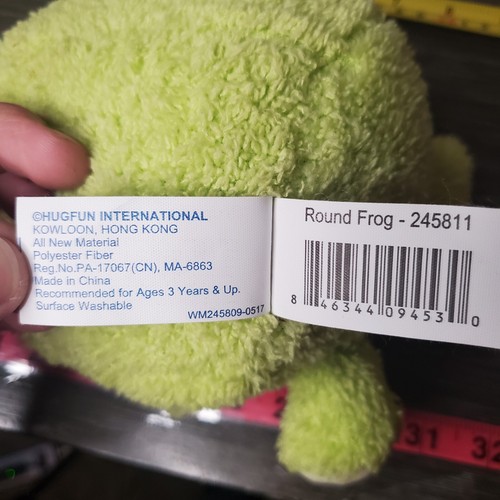 ©HUGFUN INTERNATIONAL
KOWLOON, HONG KONG
All New Material
Polyester Fiber
Reg.No.PA-17067(CN), MA-6863
Made in China
Recommended for Ages 3 Years & Up.
Surface Washable
WM245809-0517
Round Frog - 245811
8 46344 09453 0
31
32